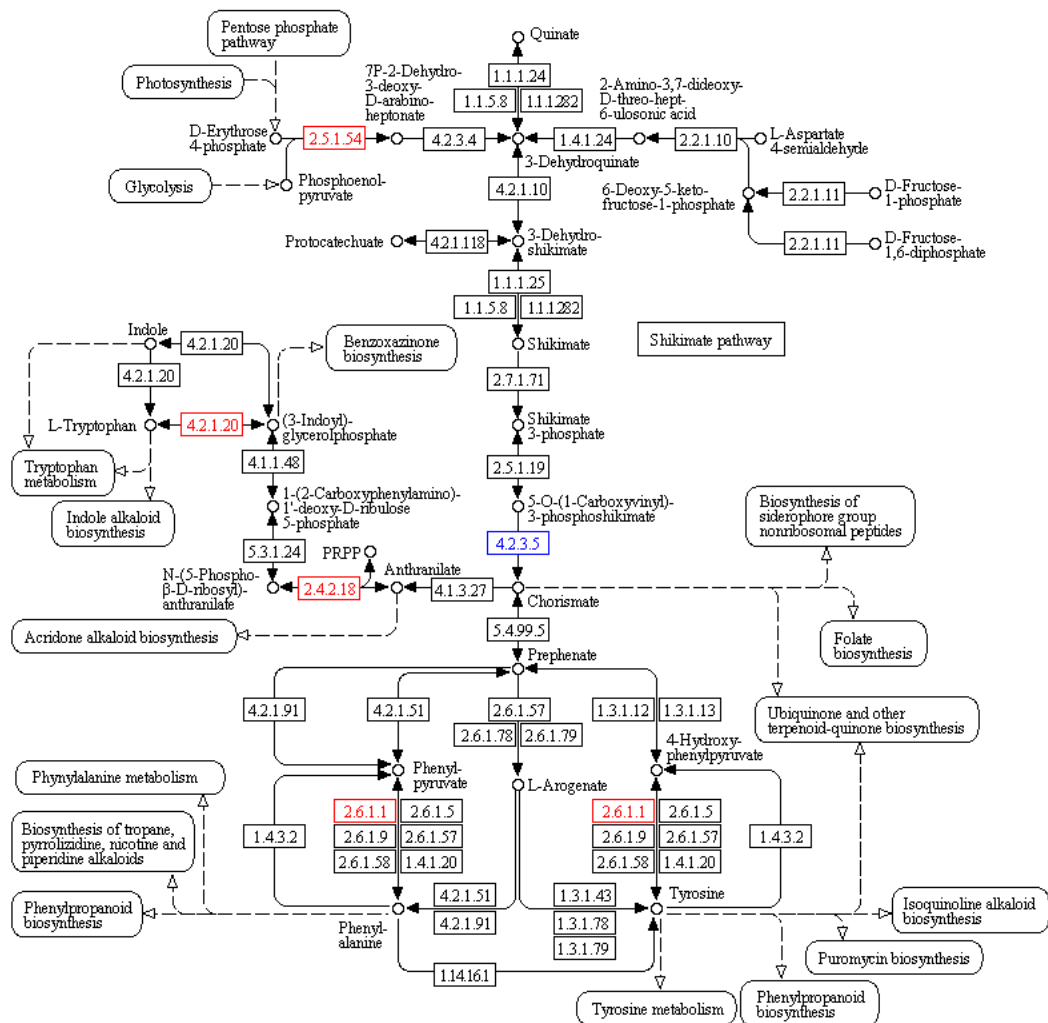 Pentose phosphate
pathway
Quinate
Photosynthesis
7P-2-Dehydro-
3-deoxy-
D-arabino-
heptonate
1.1.1.24
1.1.5.8
1.1.1.282
2-Amino-3,7-dideoxy-
D-threo-hept-
6-ulosonic acid
D-Erythrose
4-phosphate
2.5.1.54
4.2.3.4
1.4.1.24
2.2.1.10
L-Aspartate
4-semialdehyde
3-Dehydroquinate
Glycolysis
Phosphoenol-
pyruvate
4.2.1.10
6-Deoxy-5-keto-
fructose-1-phosphate
2.2.1.11
D-Fructose-
1-phosphate
Protocatechuate
4.2.1.118
3-Dehydro-
shikimate
2.2.1.11
D-Fructose-
1,6-diphosphate
1.1.1.25
1.1.5.8
1.1.1.282
Indole
4.2.1.20
Benzoxazinone
biosynthesis
Shikimate
Shikimate pathway
4.2.1.20
2.7.1.71
L-Tryptophan
4.2.1.20
(3-Indoyl)-
glycerolphosphate
Shikimate
3-phosphate
Tryptophan
metabolism
4.1.1.48
2.5.1.19
Indole alkaloid
biosynthesis
1-(2-Carboxyphenylamino)-
1'-deoxy-D-ribulose
5-phosphate
5-O-(1-Carboxyvinyl)-
3-phosphoshikimate
Biosynthesis of
siderophore group
nonribosomal peptides
5.3.1.24
PRPP
4.2.3.5
N-(5-Phospho-
β-D-ribosyl)-
anthranilate
2.4.2.18
Anthranilate
4.1.3.27
Chorismate
Acridone alkaloid biosynthesis
5.4.99.5
Folate
biosynthesis
Prephenate
4.2.1.91
4.2.1.51
2.6.1.57
2.6.1.78
2.6.1.79
1.3.1.12
1.3.1.13
Ubiquinone and other
terpenoid-quinone biosynthesis
4-Hydroxy-
phenylpyruvate
Phynylalanine metabolism
Phenyl-
pyruvate
L-Arogenate
Biosynthesis of tropane,
pyrrolizidine, nicotine and
piperidine alkaloids
1.4.3.2
2.6.1.1
2.6.1.5
2.6.1.9
2.6.1.57
2.6.1.58
1.4.1.20
2.6.1.1
2.6.1.5
2.6.1.9
2.6.1.57
2.6.1.58
1.4.1.20
1.4.3.2
Phenylpropanoid
biosynthesis
4.2.1.51
4.2.1.91
1.3.1.43
1.3.1.78
1.3.1.79
Tyrosine
Isoquinoline alkaloid
biosynthesis
Phenyl-
alanine
Puromycin biosynthesis
1.14.16.1
Tyrosine metabolism
Phenylpropanoid
biosynthesis